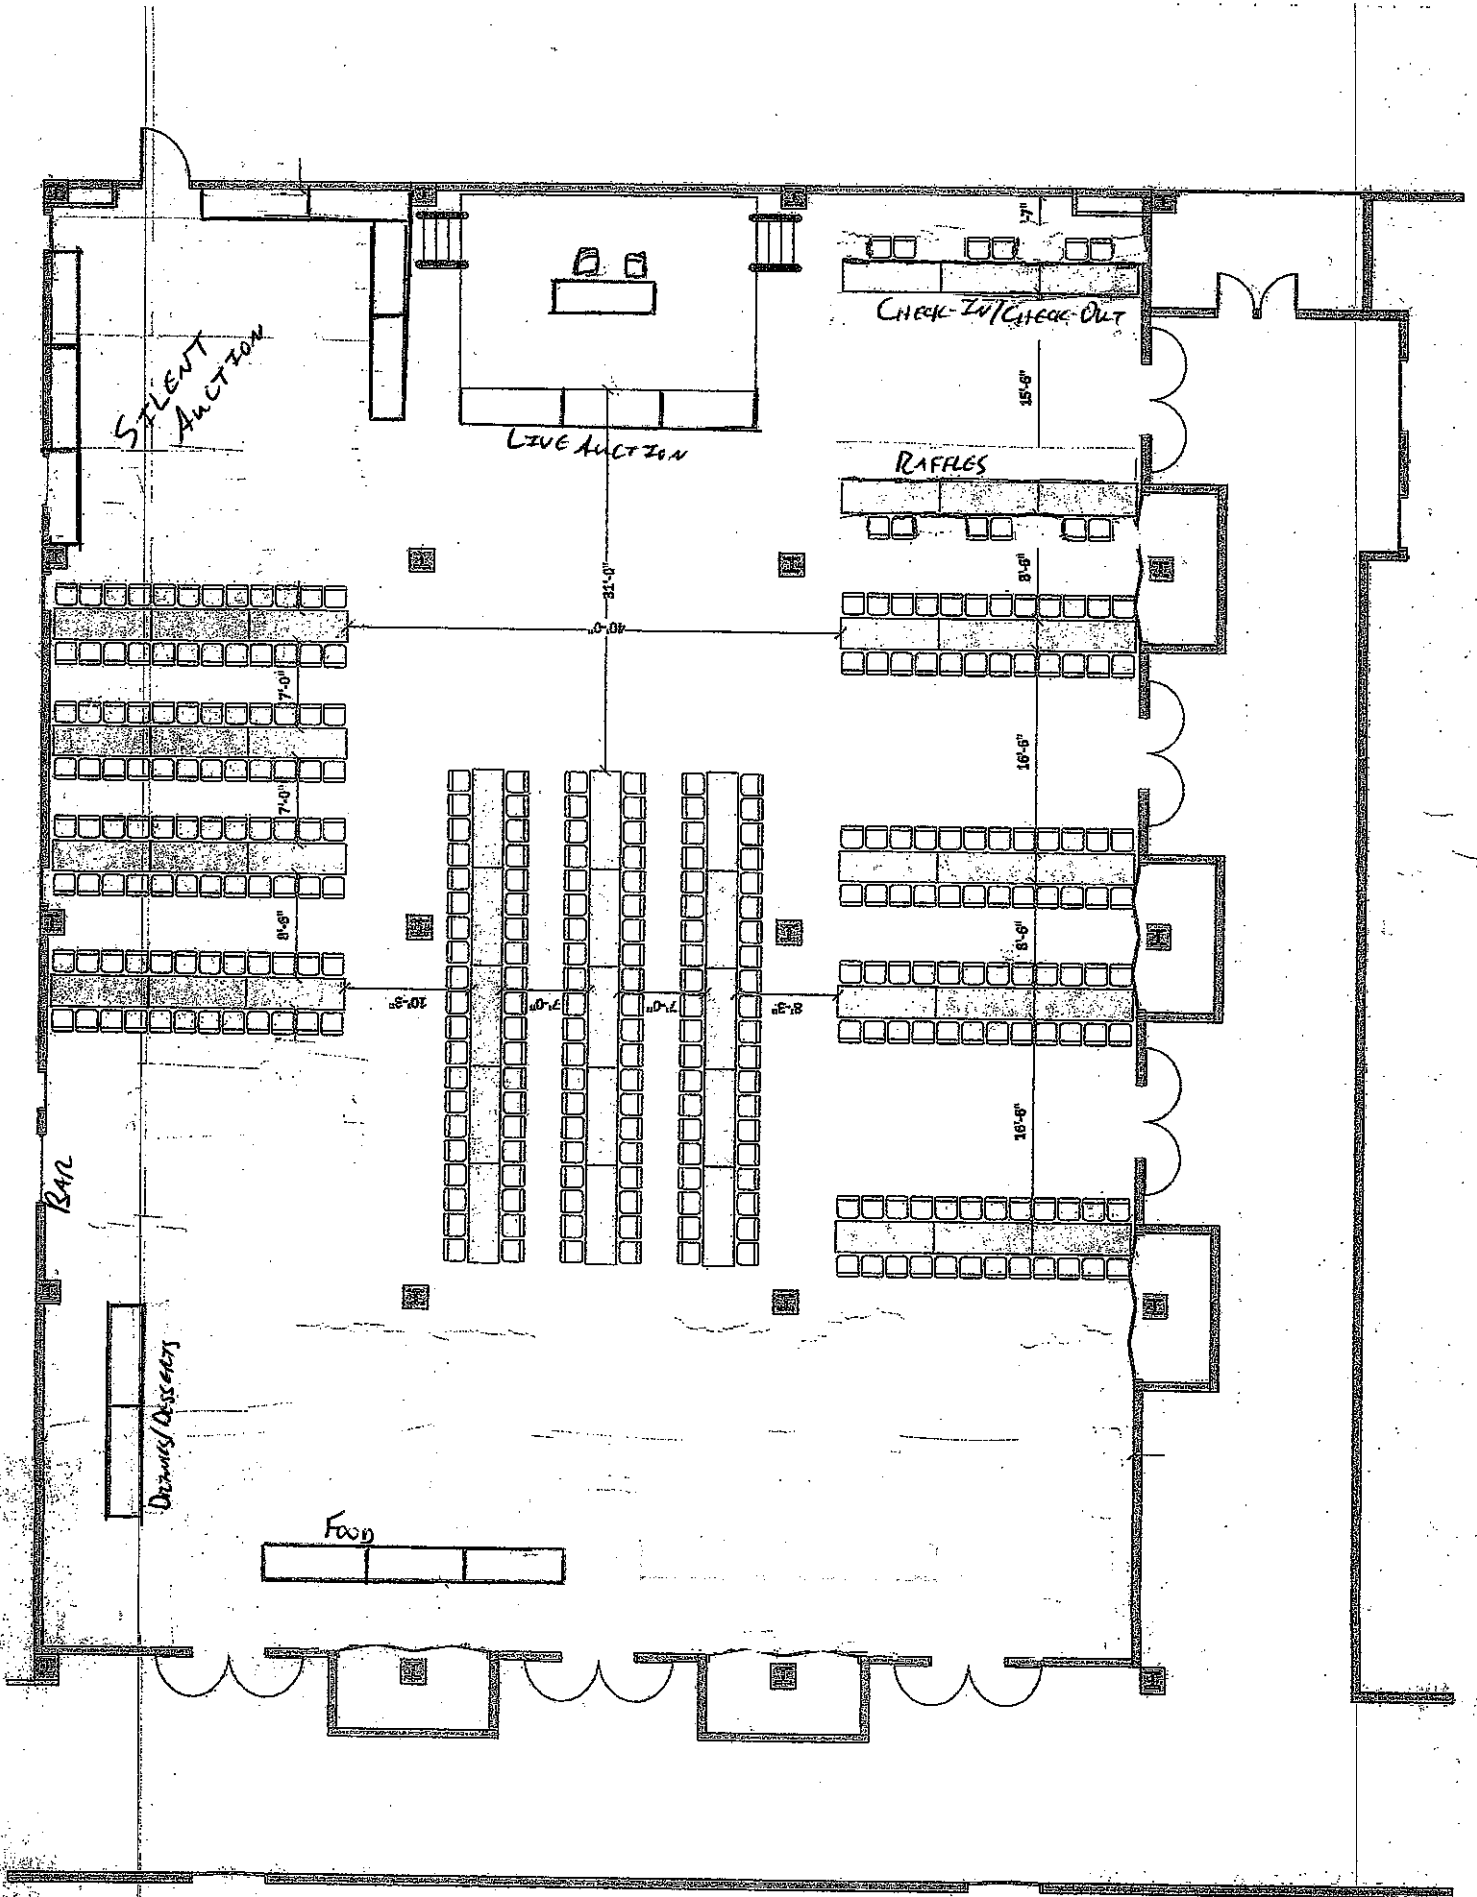 -7"
CHECK-IN/CHECK-OUT
SILENT
AUCTION
15'-6"
LIVE AUCTION
RAFFLES
31'-0"
8'-6"
40'-0"
7'-0"
16'-6"
7'-0"
8'-6"
8'-6"
10'-3"
7'-0"
7'-0"
8'-3"
16'-6"
BAR
DRINKS/DESSERTS
FOOD